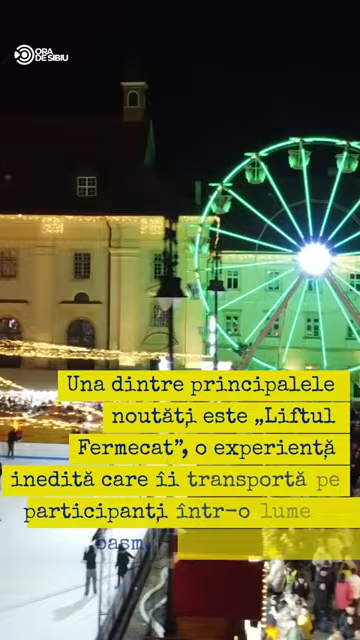 ORA
DE SIBIU
Una dintre principalele
noutăți este „Liftul
Fermecat”, o experiență
inedită care îi transportă pe
participanți într-o lume
basm.